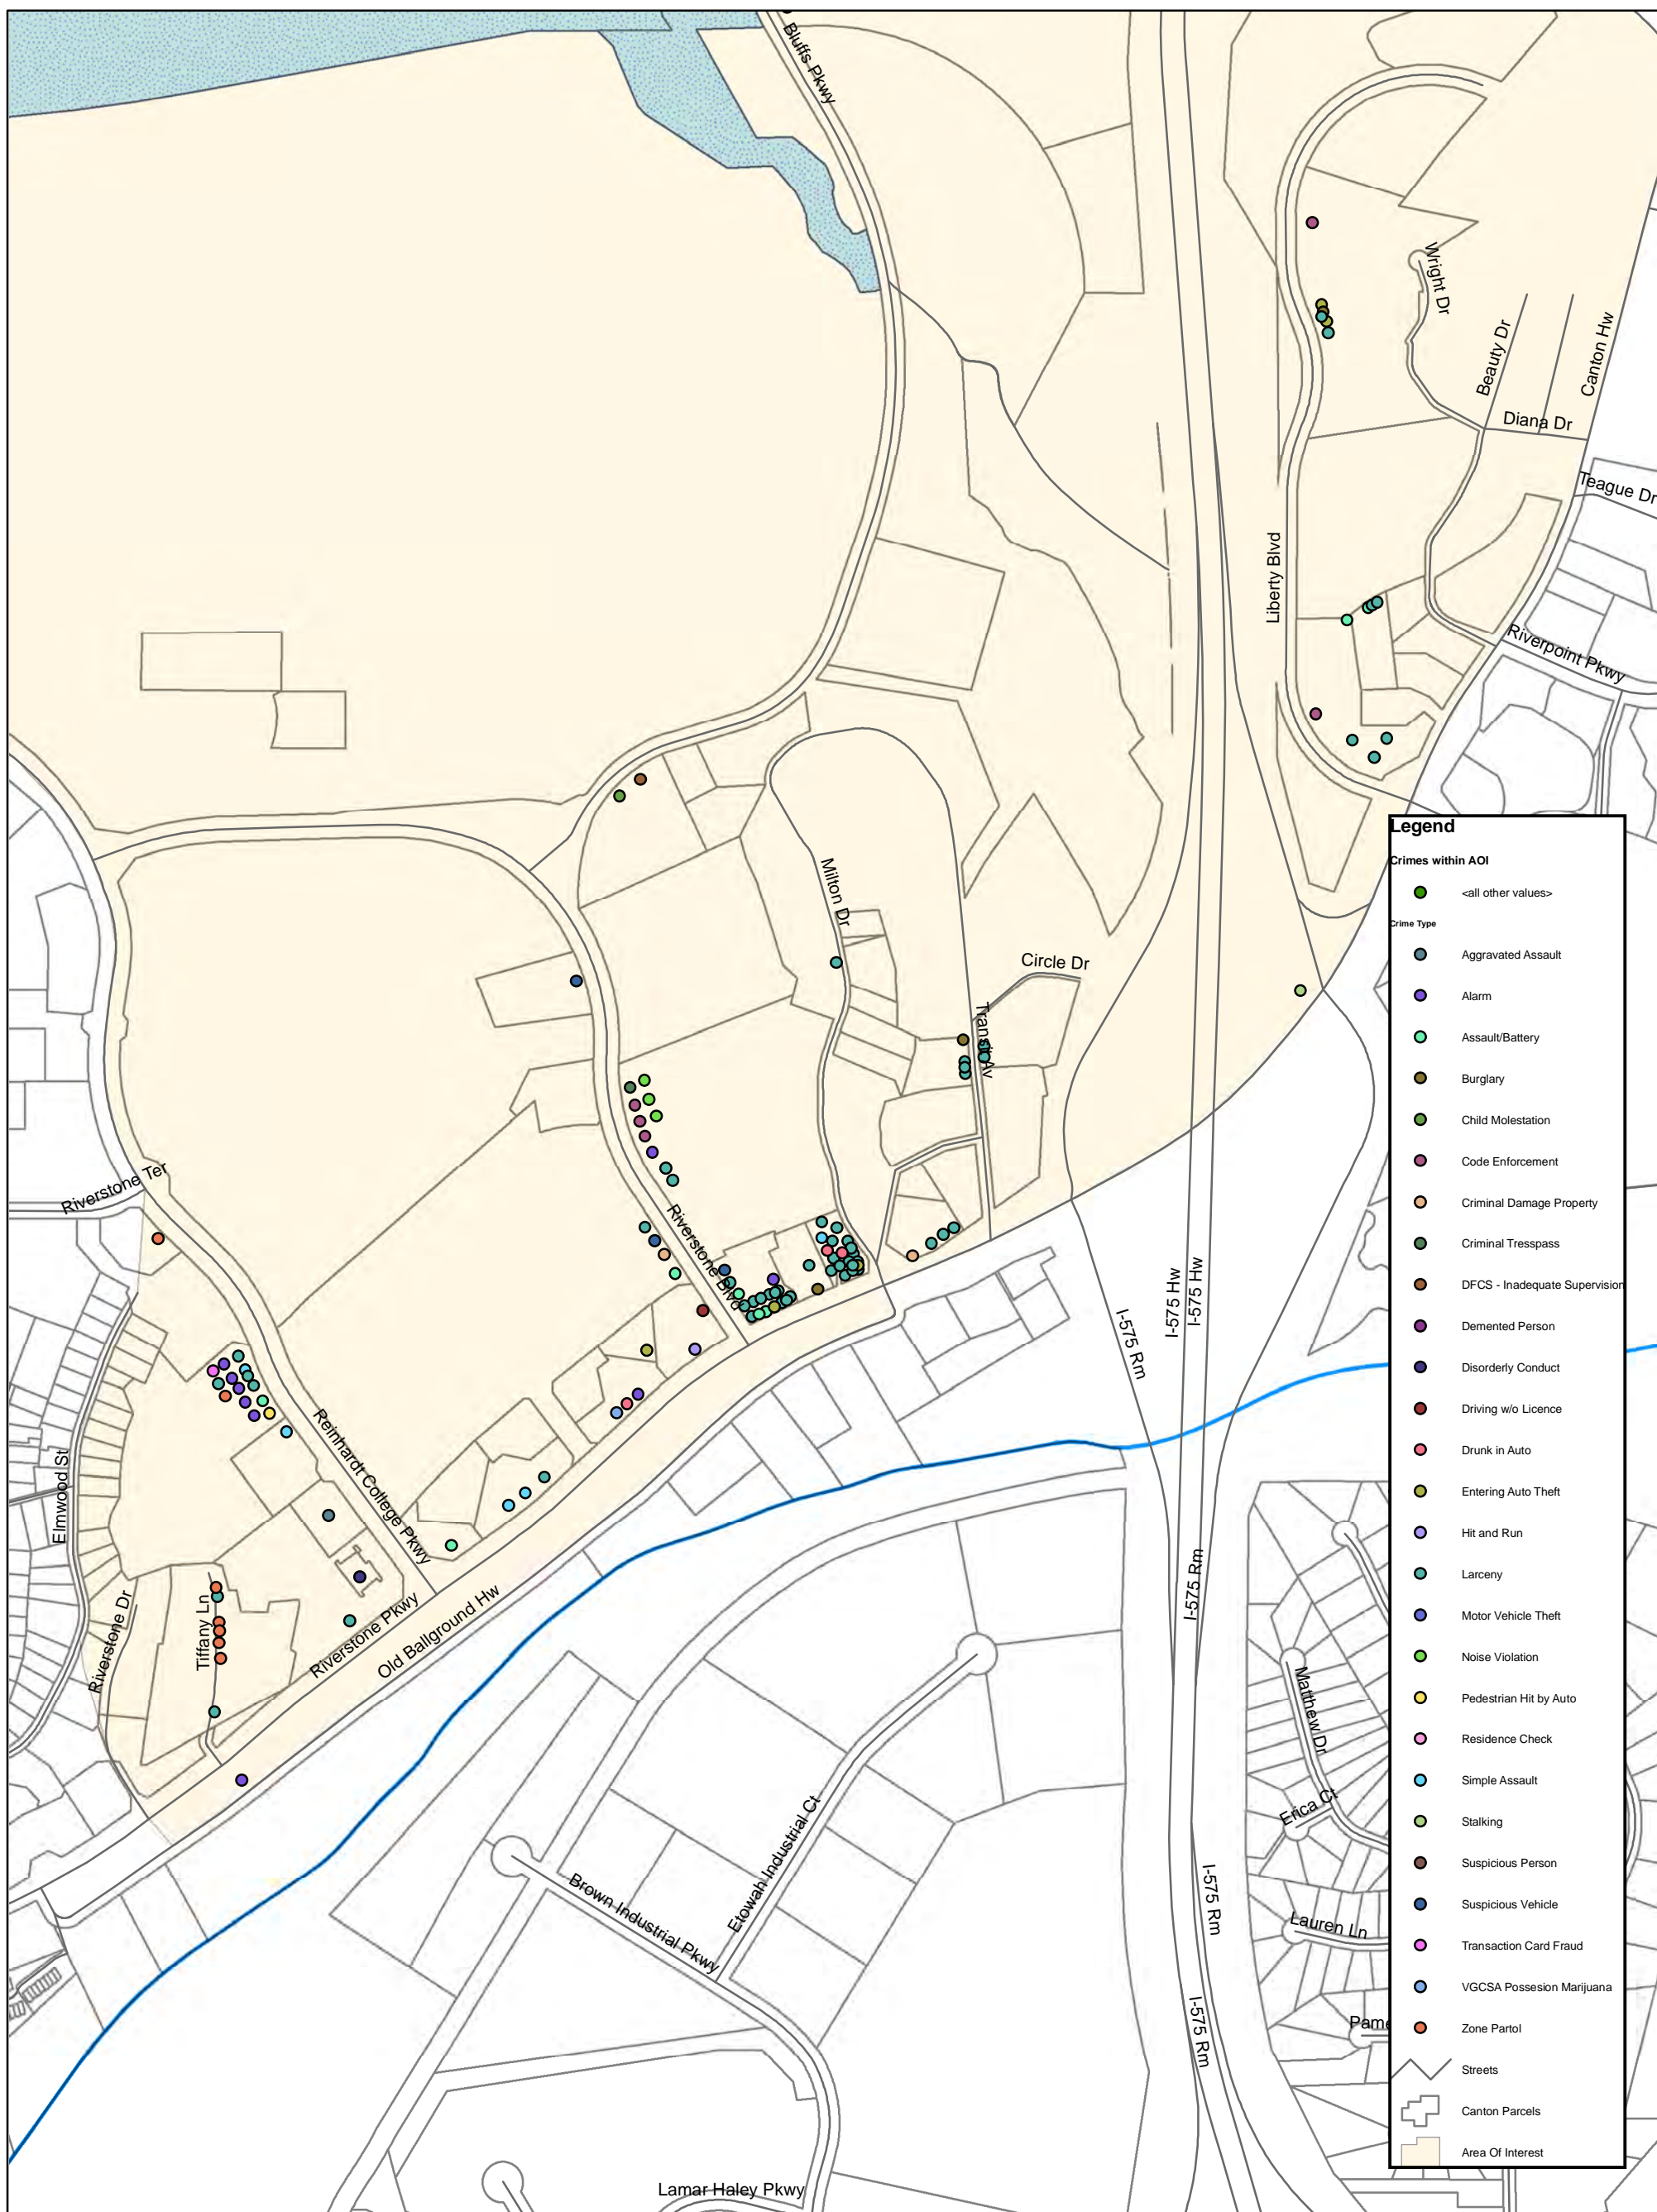 Bluffs Pkwy
Wright Dr
Beauty Dr
Canton Hw
Diana Dr
Teague Dr
Liberty Blvd
Riverpoint Pkwy
Milton Dr
Circle Dr
Transit Av
Riverstone Ter
Riverstone Blvd
I-575 Hw
I-575 Hw
I-575 Rm
Reinhardt College Pkwy
Elmwood St
Riverstone Dr
Tiffany Ln
Riverstone Pkwy
Old Ballground Hw
I-575 Rm
Matthew Dr
Erica Ct
Etowah Industrial Ct
Brown Industrial Pkwy
I-575 Rm
Lauren Ln
I-575 Rm
Pame
Lamar Haley Pkwy
Legend
Crimes within AOI
<all other values>
Crime Type
Aggravated Assault
Alarm
Assault/Battery
Burglary
Child Molestation
Code Enforcement
Criminal Damage Property
Criminal Tresspass
DFCS - Inadequate Supervision
Demented Person
Disorderly Conduct
Driving w/o Licence
Drunk in Auto
Entering Auto Theft
Hit and Run
Larceny
Motor Vehicle Theft
Noise Violation
Pedestrian Hit by Auto
Residence Check
Simple Assault
Stalking
Suspicious Person
Suspicious Vehicle
Transaction Card Fraud
VGCSA Possesion Marijuana
Zone Partol
Streets
Canton Parcels
Area Of Interest